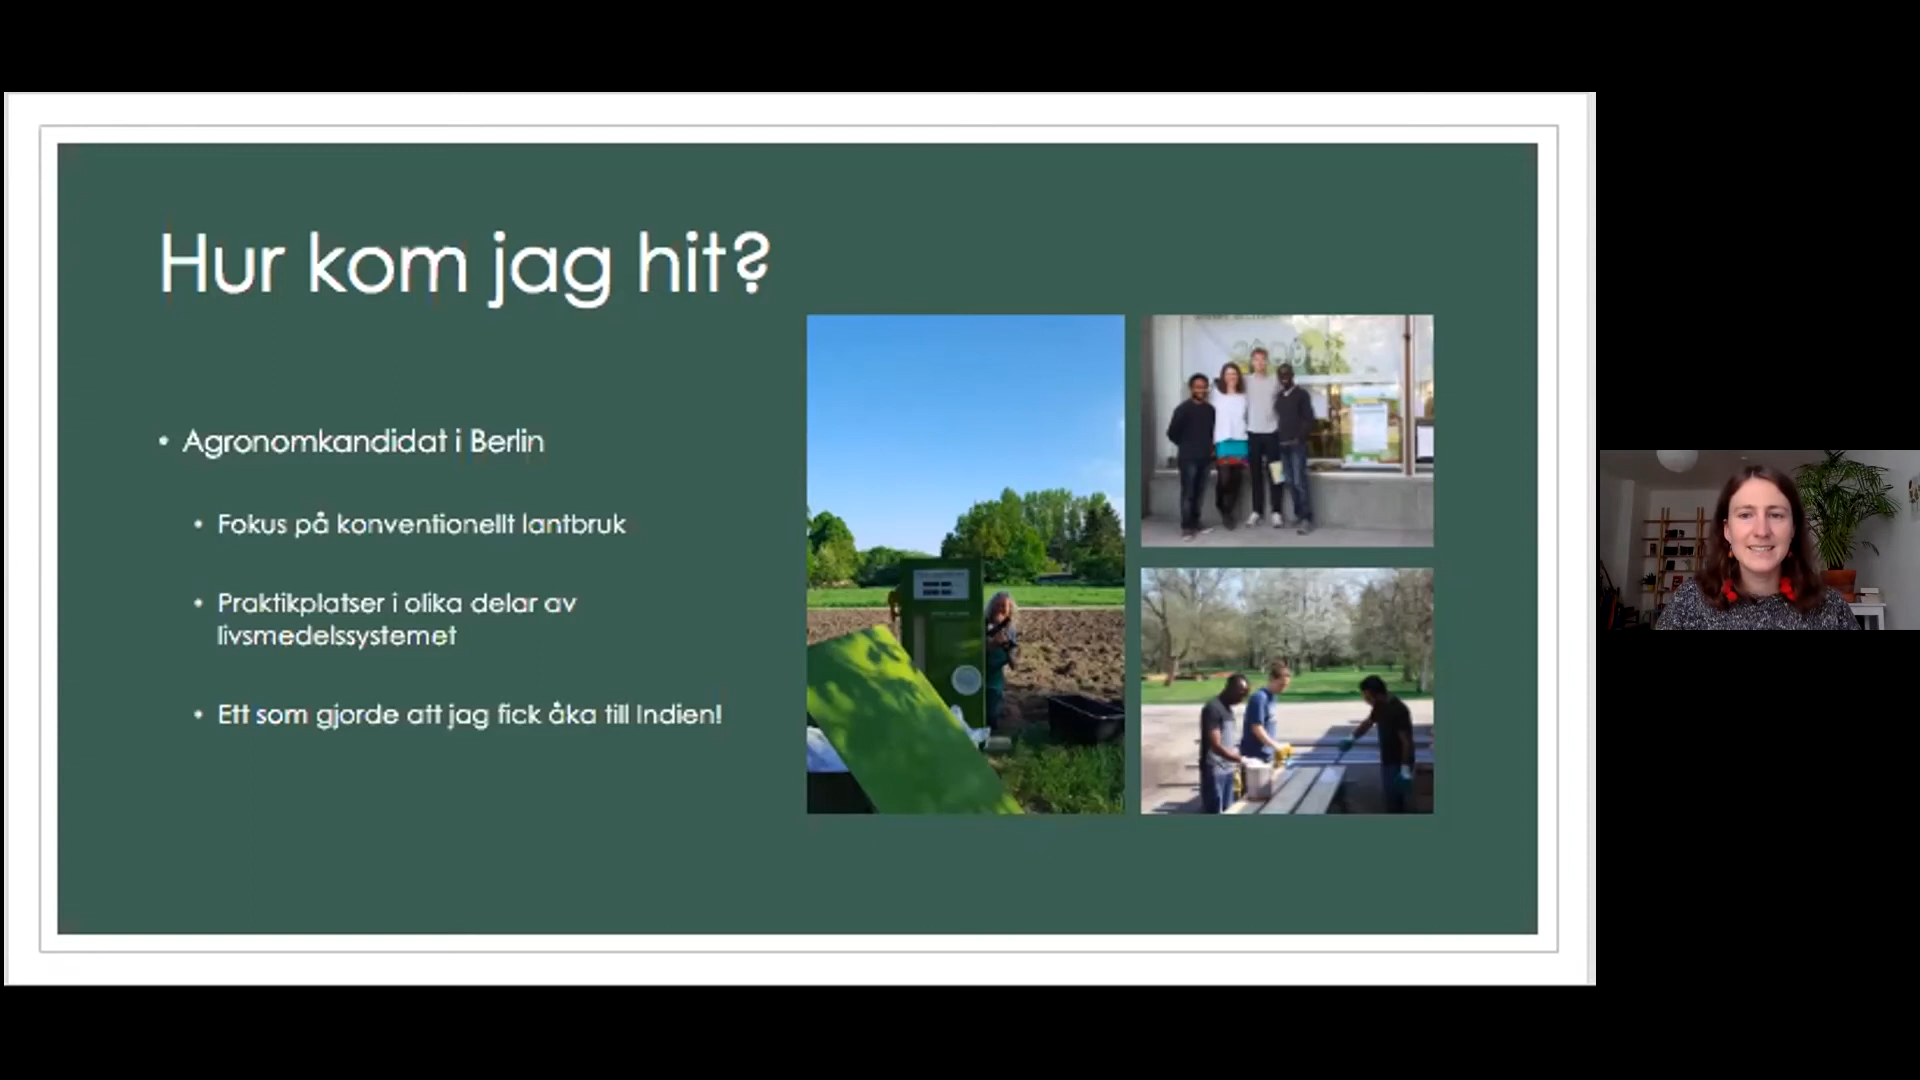 Hur kom jag hit?
• Agronomkandidat i Berlin
• Fokus på konventionellt lantbruk
• Praktikplatser i olika delar av
livsmedelssystemet
• Ett som gjorde att jag fick åka till Indien!